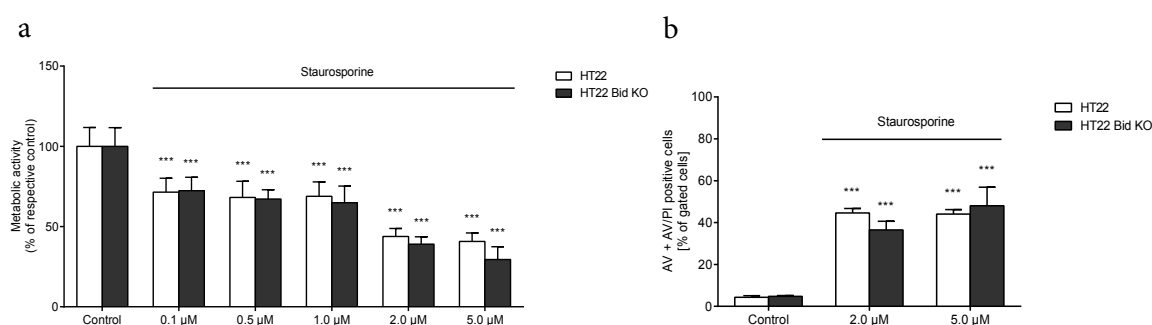 a
150
100
50
0
Metabolic activity
(% of respective control)
Staurosporine
*** *** *** *** *** *** *** *** *** ***
Control 0.1 µM 0.5 µM 1.0 µM 2.0 µM 5.0 µM
HT22
HT22 Bid KO
b
100
80
60
40
20
0
AV + AV/PI positive cells
[% of gated cells]
Staurosporine
*** *** *** ***
Control 2.0 µM 5.0 µM
HT22
HT22 Bid KO